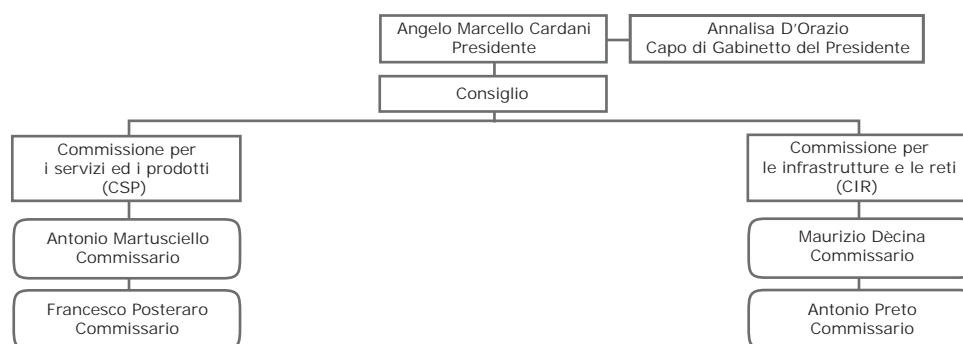 Angelo Marcello Cardani
Presidente
Annalisa D'Orazio
Capo di Gabinetto del Presidente
Consiglio
Commissione per
i servizi ed i prodotti
(CSP)
Commissione per
le infrastrutture e le reti
(CIR)
Antonio Martusciello
Commissario
Maurizio Dècina
Commissario
Francesco Posteraro
Commissario
Antonio Preto
Commissario